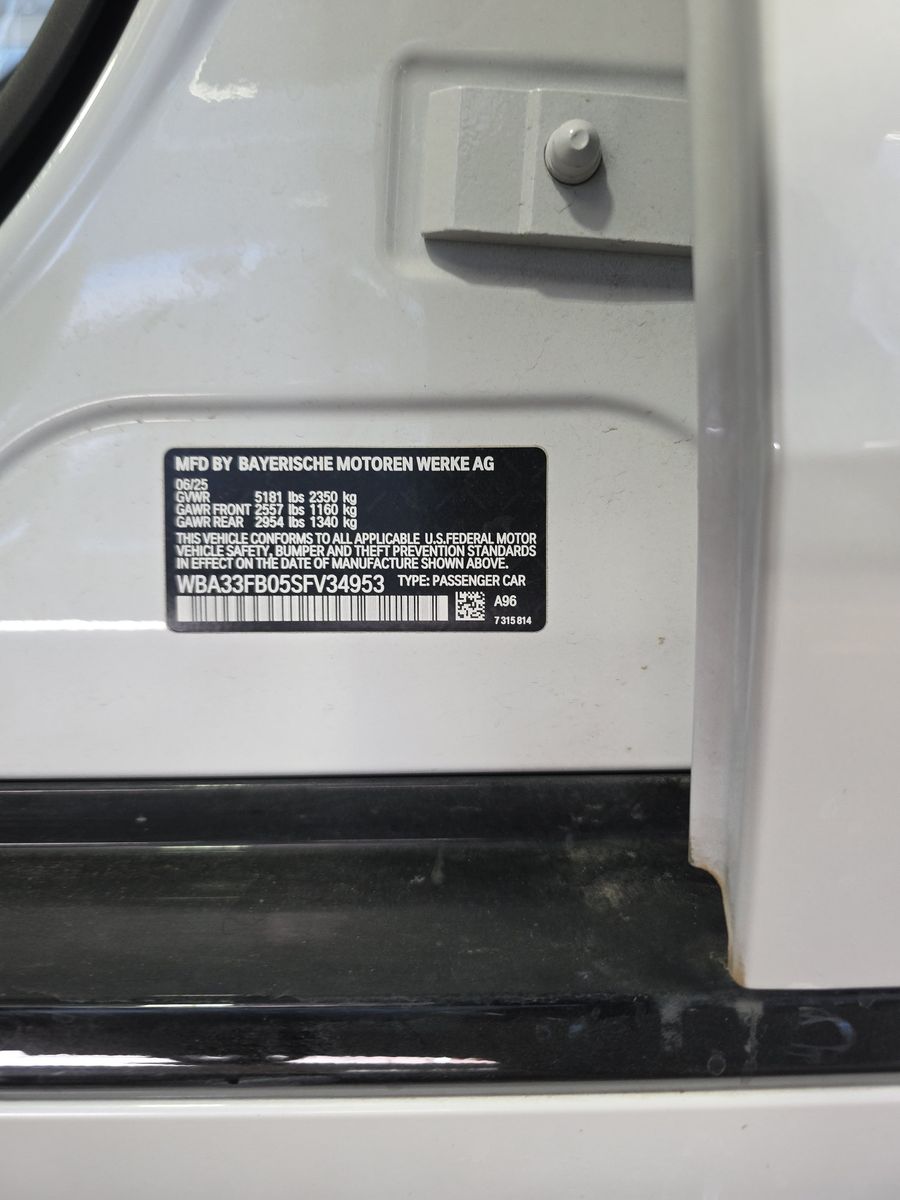 MFD BY BAYERISCHE MOTOREN WERKE AG
06/25
GVWR 5181 lbs 2350 kg
GAWR FRONT 2557 lbs 1160 kg
GAWR REAR 2954 lbs 1340 kg
THIS VEHICLE CONFORMS TO ALL APPLICABLE U.S.FEDERAL MOTOR
VEHICLE SAFETY, BUMPER AND THEFT PREVENTION STANDARDS
IN EFFECT ON THE DATE OF MANUFACTURE SHOWN ABOVE.
WBA33FB05SFV34953 TYPE: PASSENGER CAR
A96
7 315 814